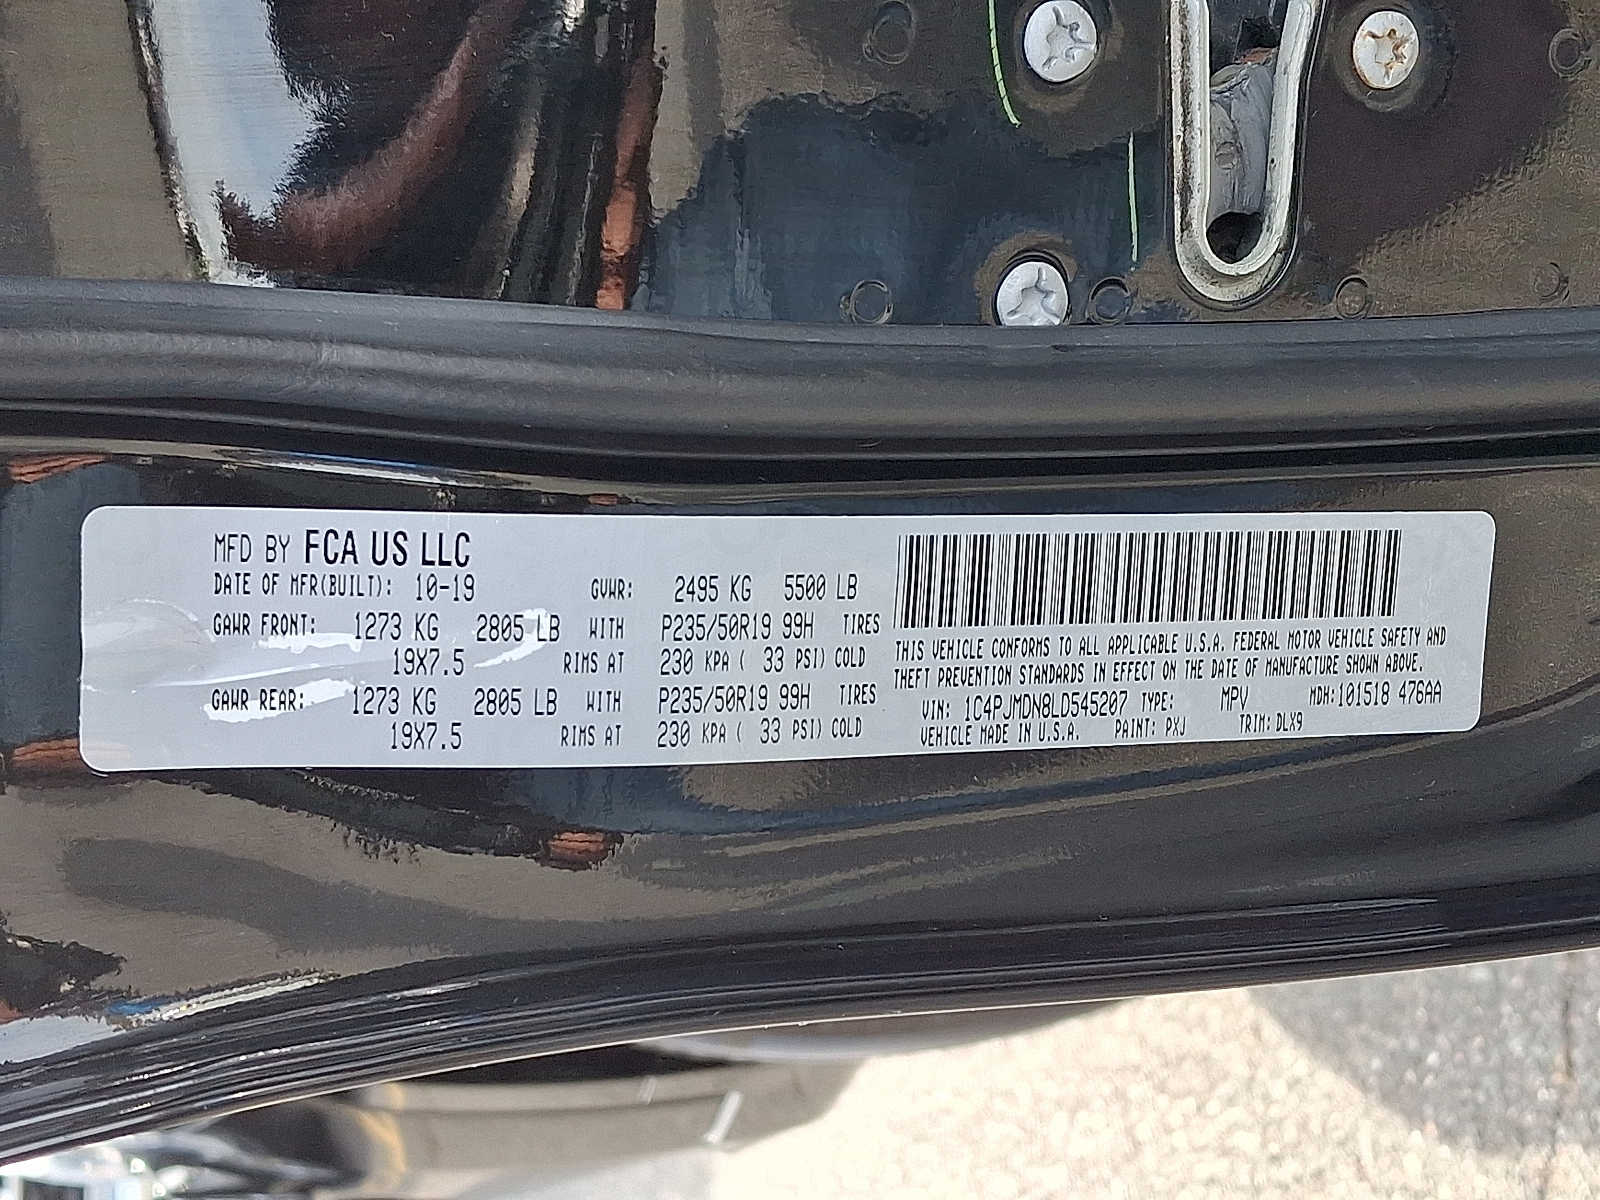 MFD BY FCA US LLC
DATE OF MFR(BUILT): 10-19 GVWR: 2495 KG 5500 LB
GAWR FRONT: 1273 KG 2805 LB WITH P235/50R19 99H TIRES
19X7.5 RIMS AT 230 KPA ( 33 PSI) COLD
GAWR REAR: 1273 KG 2805 LB WITH P235/50R19 99H TIRES
19X7.5 RIMS AT 230 KPA ( 33 PSI) COLD
THIS VEHICLE CONFORMS TO ALL APPLICABLE U.S.A. FEDERAL MOTOR VEHICLE SAFETY AND
THEFT PREVENTION STANDARDS IN EFFECT ON THE DATE OF MANUFACTURE SHOWN ABOVE.
VIN: 1C4PJMDN8LD545207 TYPE: MPV MDH:101518 476AA
VEHICLE MADE IN U.S.A. PAINT: PXJ TRIM: DLX9